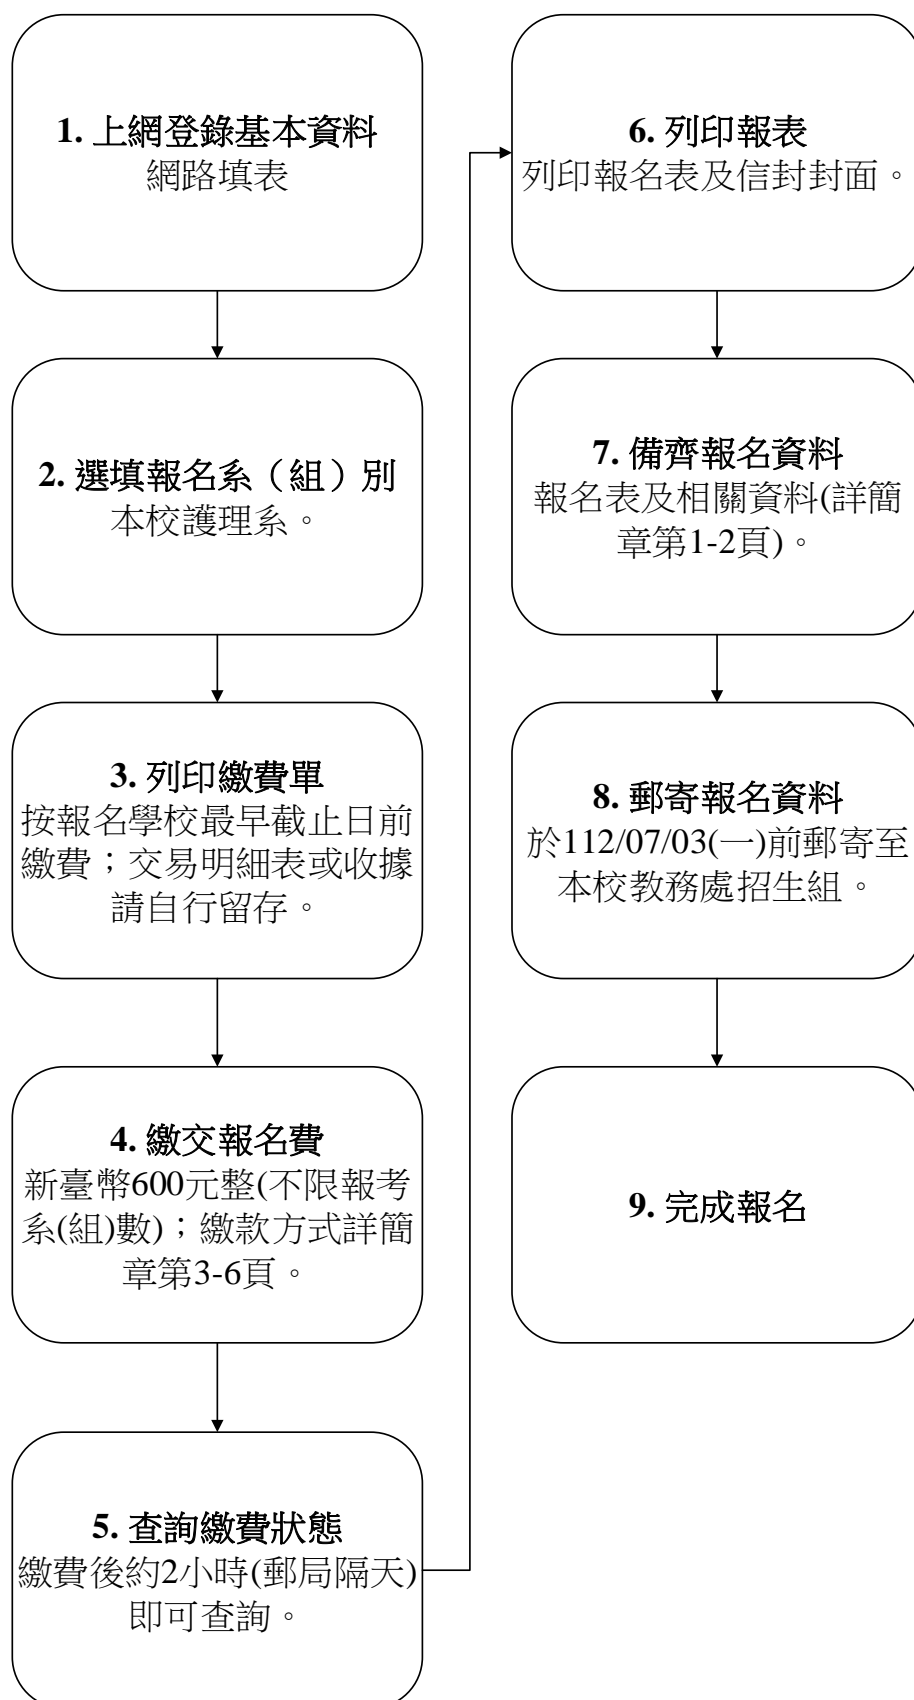 1. 上網登錄基本資料
網路填表
2. 選填報名系（組）別
本校護理系。
3. 列印繳費單
按報名學校最早截止日前
繳費；交易明細表或收據
請自行留存。
4. 繳交報名費
新臺幣600元整(不限報考
系(組)數)；繳款方式詳簡
章第3-6頁。
5. 查詢繳費狀態
繳費後約2小時(郵局隔天)
即可查詢。
6. 列印報表
列印報名表及信封封面。
7. 備齊報名資料
報名表及相關資料(詳簡
章第1-2頁)。
8. 郵寄報名資料
於112/07/03(一)前郵寄至
本校教務處招生組。
9. 完成報名